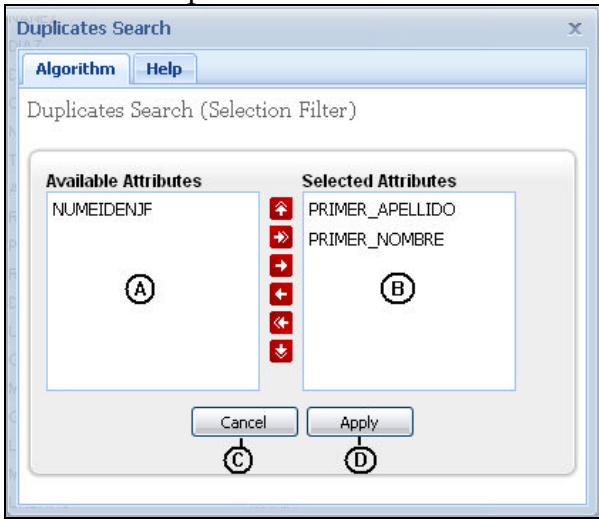 Duplicates Search x
Algorithm Help
Duplicates Search (Selection Filter)
Available Attributes Selected Attributes
NUMEIDENJF PRIMER_APELLIDO
PRIMER_NOMBRE
A B
Cancel Apply
C D